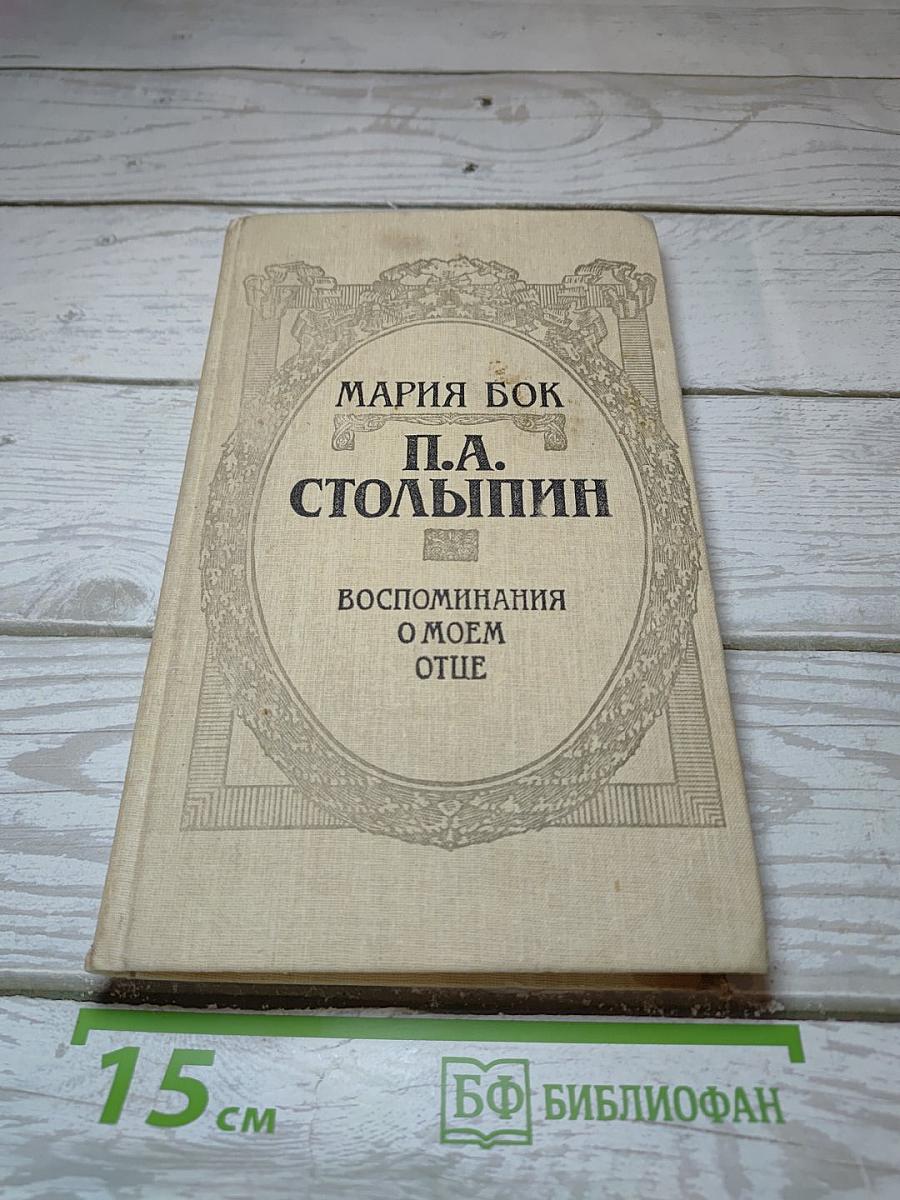 МАРИЯ БОК
П.А.
СТОЛЫПИН
ВОСПОМИНАНИЯ
О МОЕМ
ОТЦЕ
15 см
БФ БИБЛИОФАН